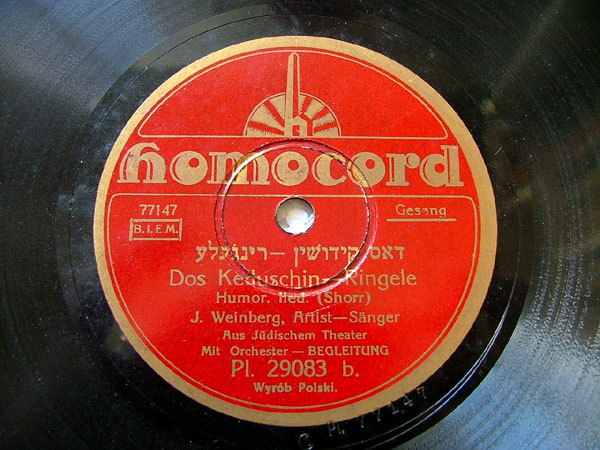 homocord
77147
B.I.E.M.
Gesang
דאס קידושין – רינגעלע
Dos Keduschin – Ringele
Humor. lied. (Shorr)
J. Weinberg, Artist – Sänger
Aus Jüdischem Theater
Mit Orchester – BEGLEITUNG
Pl. 29083 b.
Wyrób Polski.
77147